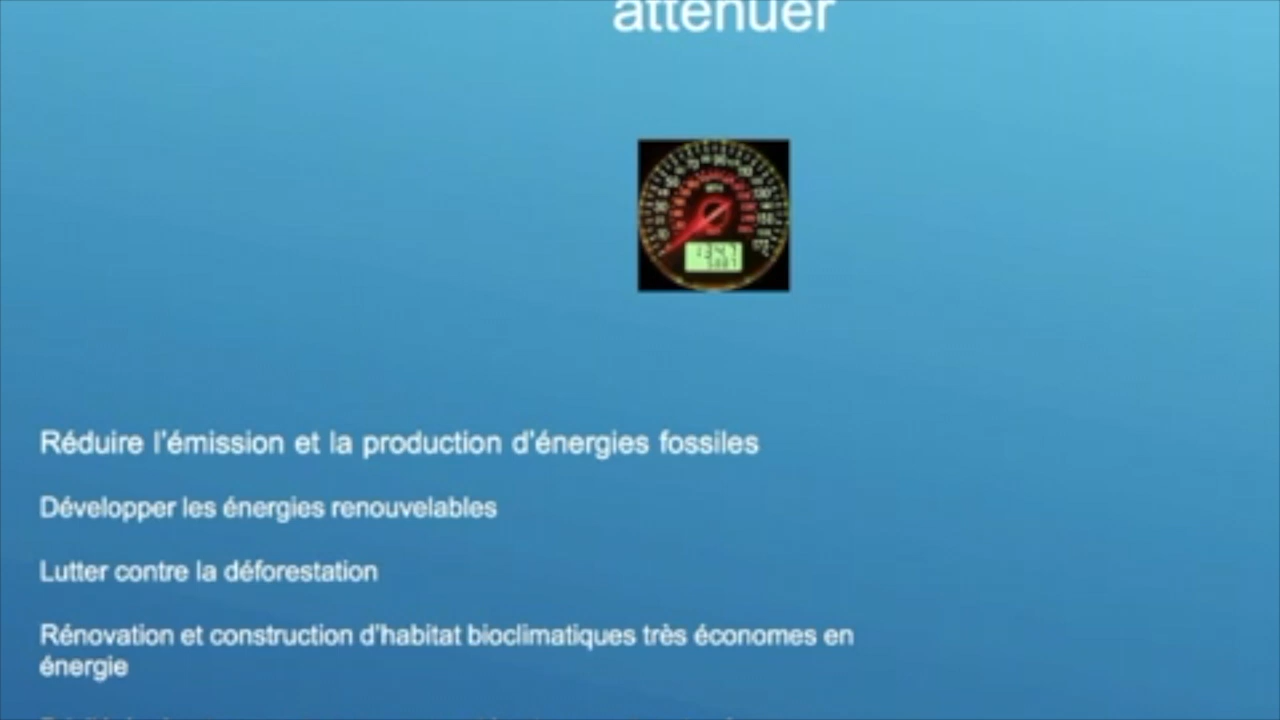 atténuer
Réduire l'émission et la production d'énergies fossiles
Développer les énergies renouvelables
Lutter contre la déforestation
Rénovation et construction d'habitat bioclimatiques très économes en
énergie